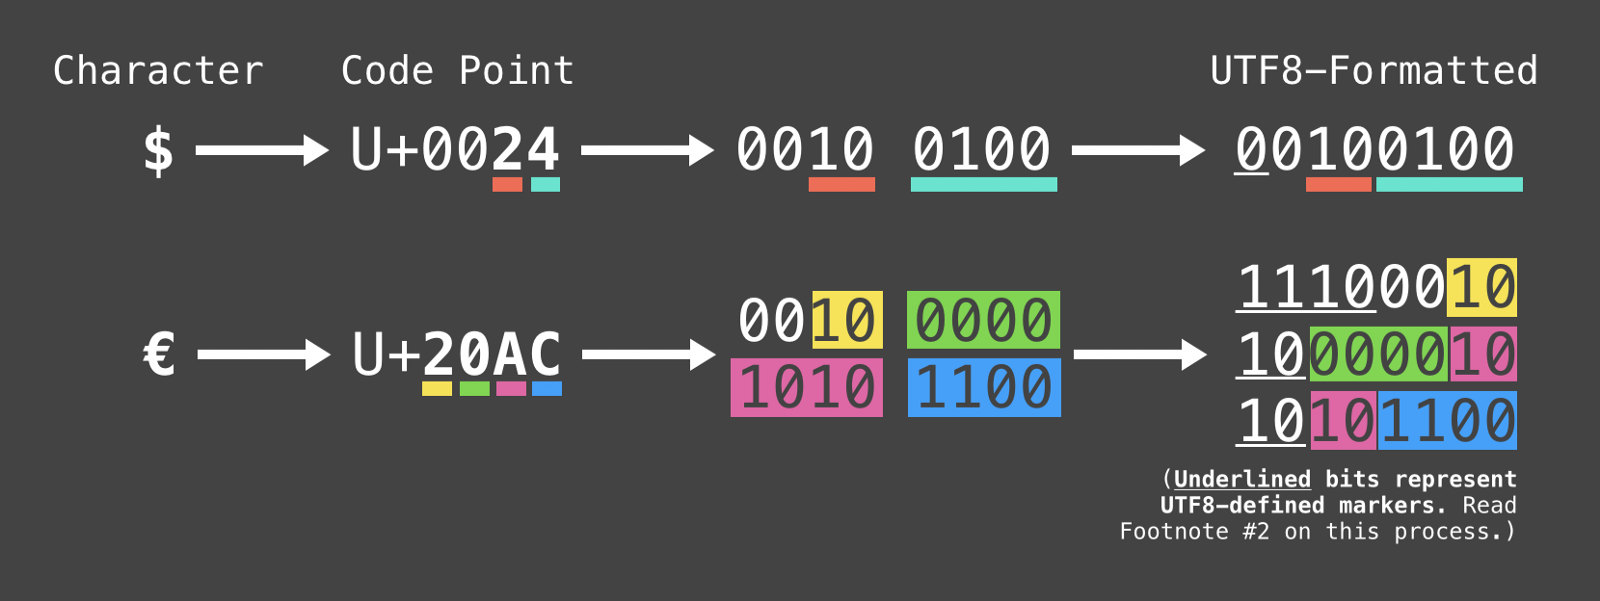 Character Code Point UTF8-Formatted
$ U+0024 0010 0100 00100100
€ U+20AC 0010 0000 11100010
1010 1100 10000010
10101100
(Underlined bits represent
UTF8-defined markers. Read
Footnote #2 on this process.)